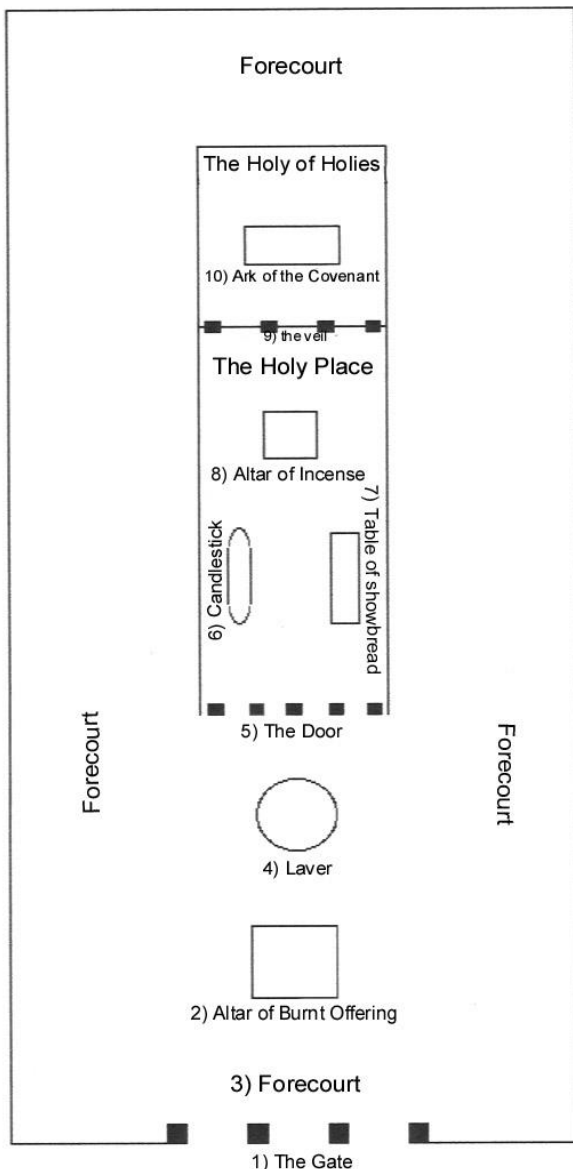 Forecourt
The Holy of Holies
10) Ark of the Covenant
9) the veil
The Holy Place
8) Altar of Incense
7) Table of showbread
6) Candlestick
5) The Door
Forecourt
Forecourt
4) Laver
2) Altar of Burnt Offering
3) Forecourt
1) The Gate